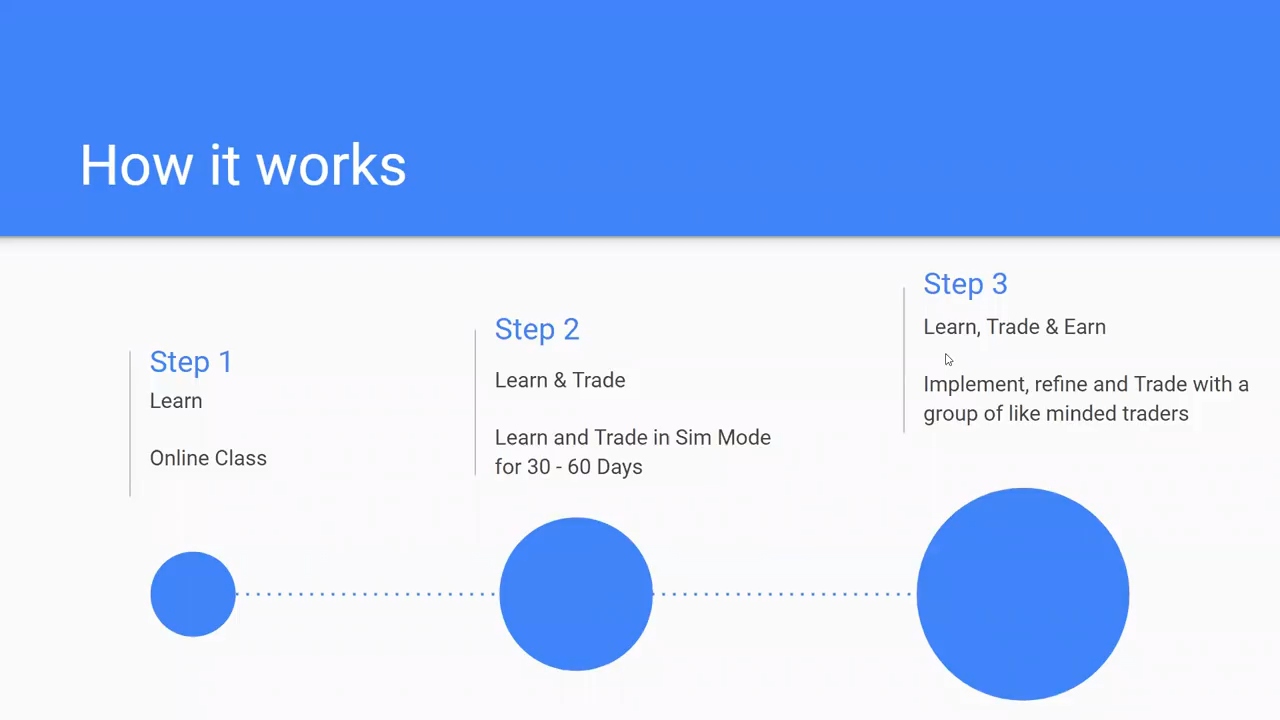 How it works
Step 1
Learn
Online Class
Step 2
Learn & Trade
Learn and Trade in Sim Mode
for 30 - 60 Days
Step 3
Learn, Trade & Earn
Implement, refine and Trade with a
group of like minded traders